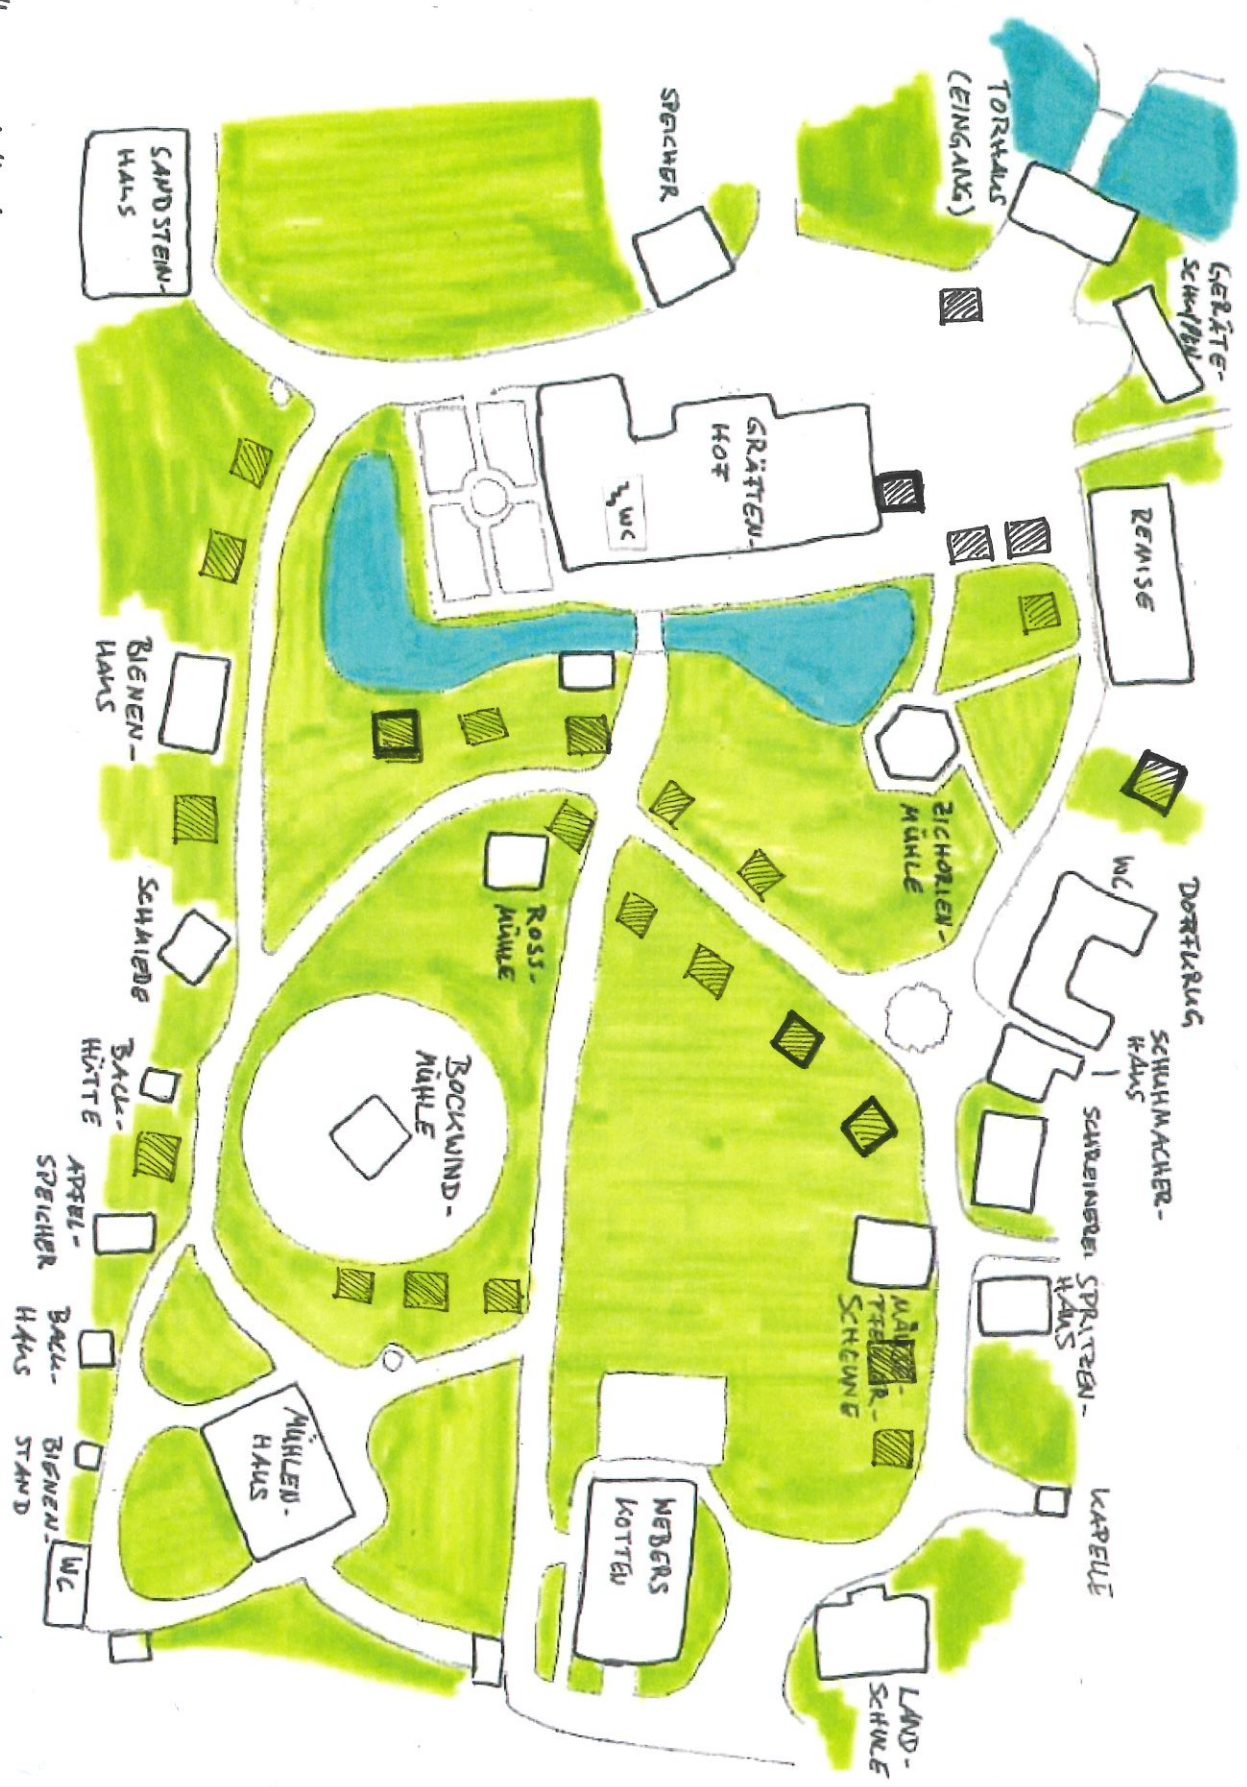 TORHAUS
(EINGANG)
GERÄTE-
SCHUPPEN
SPEICHER
SANDSTEIN-
HAUS
GRÄFTEN-
HOF
WC
REMISE
BIENEN-
HAUS
ZICHORIEN-
MÜHLE
WC
DORFKRUG
SCHUHMACHER-
HAUS
SCHREINEREI
SPRITZEN-
HAUS
KAPELLE
LAND-
SCHULE
ROSS-
MÜHLE
SCHMIEDE
BACK-
HÜTTE
BOCKWIND-
MÜHLE
APFEL-
SPEICHER
BACK-
HAUS
BIENEN-
STAND
WC
MÜHLEN-
HAUS
WEBERS
KOTTEN
SCHEUNE